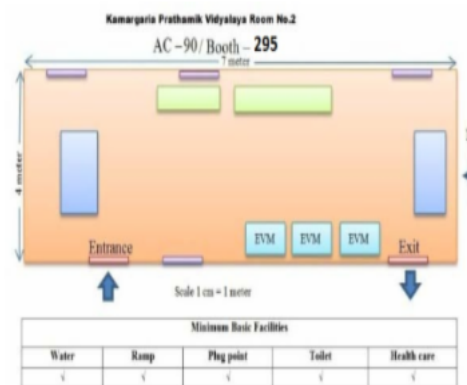 Kamargaria Prathamik Vidyalaya Room No.2
AC –90/ Booth – 295
7 meter
4 meter
EVM EVM EVM
Entrance Exit
Scale 1 cm = 1 meter
Minimum Basic Facilities
Water Ramp Plug point Toilet Health care
√ √ √ √ √